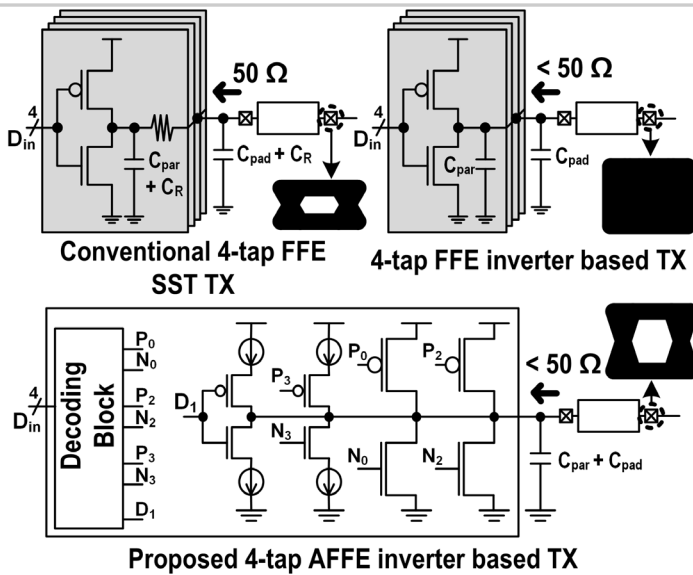 50 Ω
< 50 Ω
4
D_in
C_par
+ C_R
C_pad + C_R
4
D_in
C_par
C_pad
Conventional 4-tap FFE
SST TX
4-tap FFE inverter based TX
4
D_in
Decoding
Block
P_0
N_0
P_2
N_2
P_3
N_3
D_1
D_1
P_3
N_3
P_0
N_0
P_2
N_2
< 50 Ω
C_par + C_pad
Proposed 4-tap AFFE inverter based TX